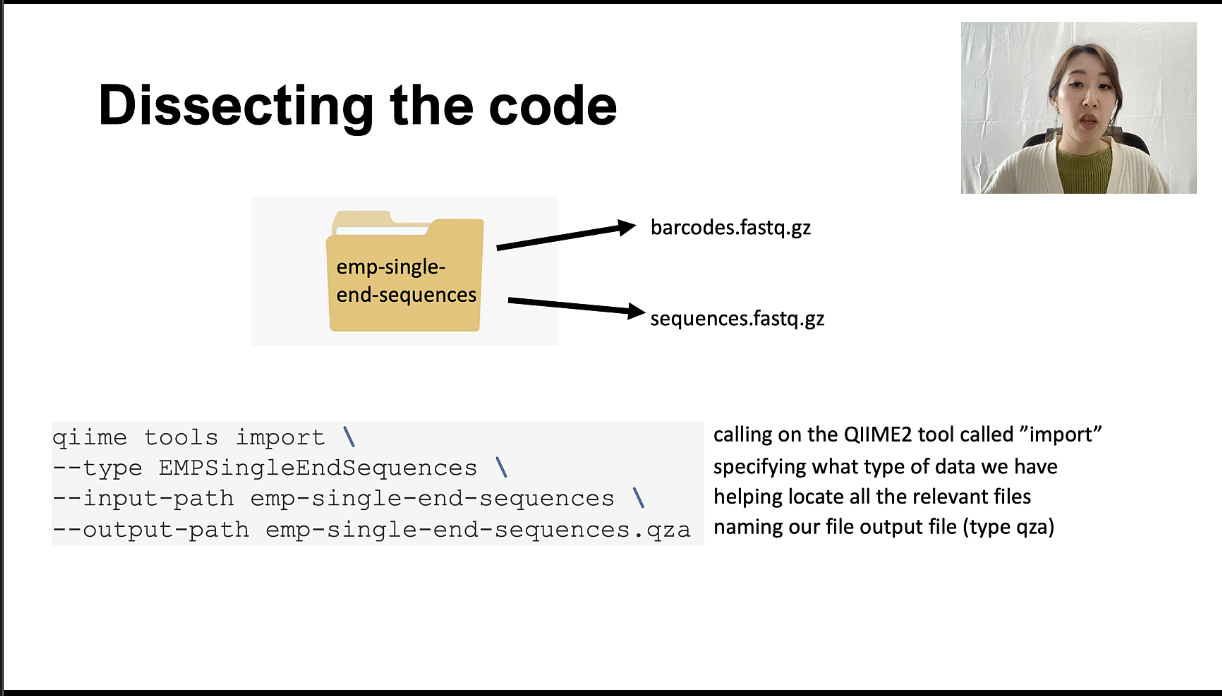 Dissecting the code
emp-single-
end-sequences
barcodes.fastq.gz
sequences.fastq.gz
qiime tools import \
--type EMPSingleEndSequences \
--input-path emp-single-end-sequences \
--output-path emp-single-end-sequences.qza
calling on the QIIME2 tool called ”import”
specifying what type of data we have
helping locate all the relevant files
naming our file output file (type qza)